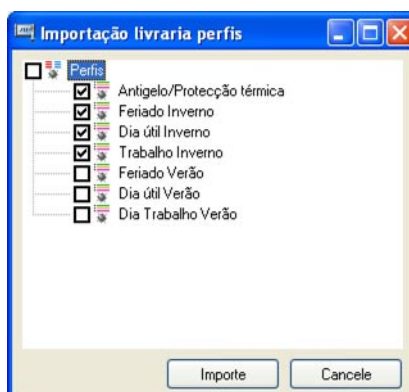 Importação livraria perfis
Perfis
Antigelo/Protecção térmica
Feriado Inverno
Dia útil Inverno
Trabalho Inverno
Feriado Verão
Dia útil Verão
Dia Trabalho Verão
Importe Cancele